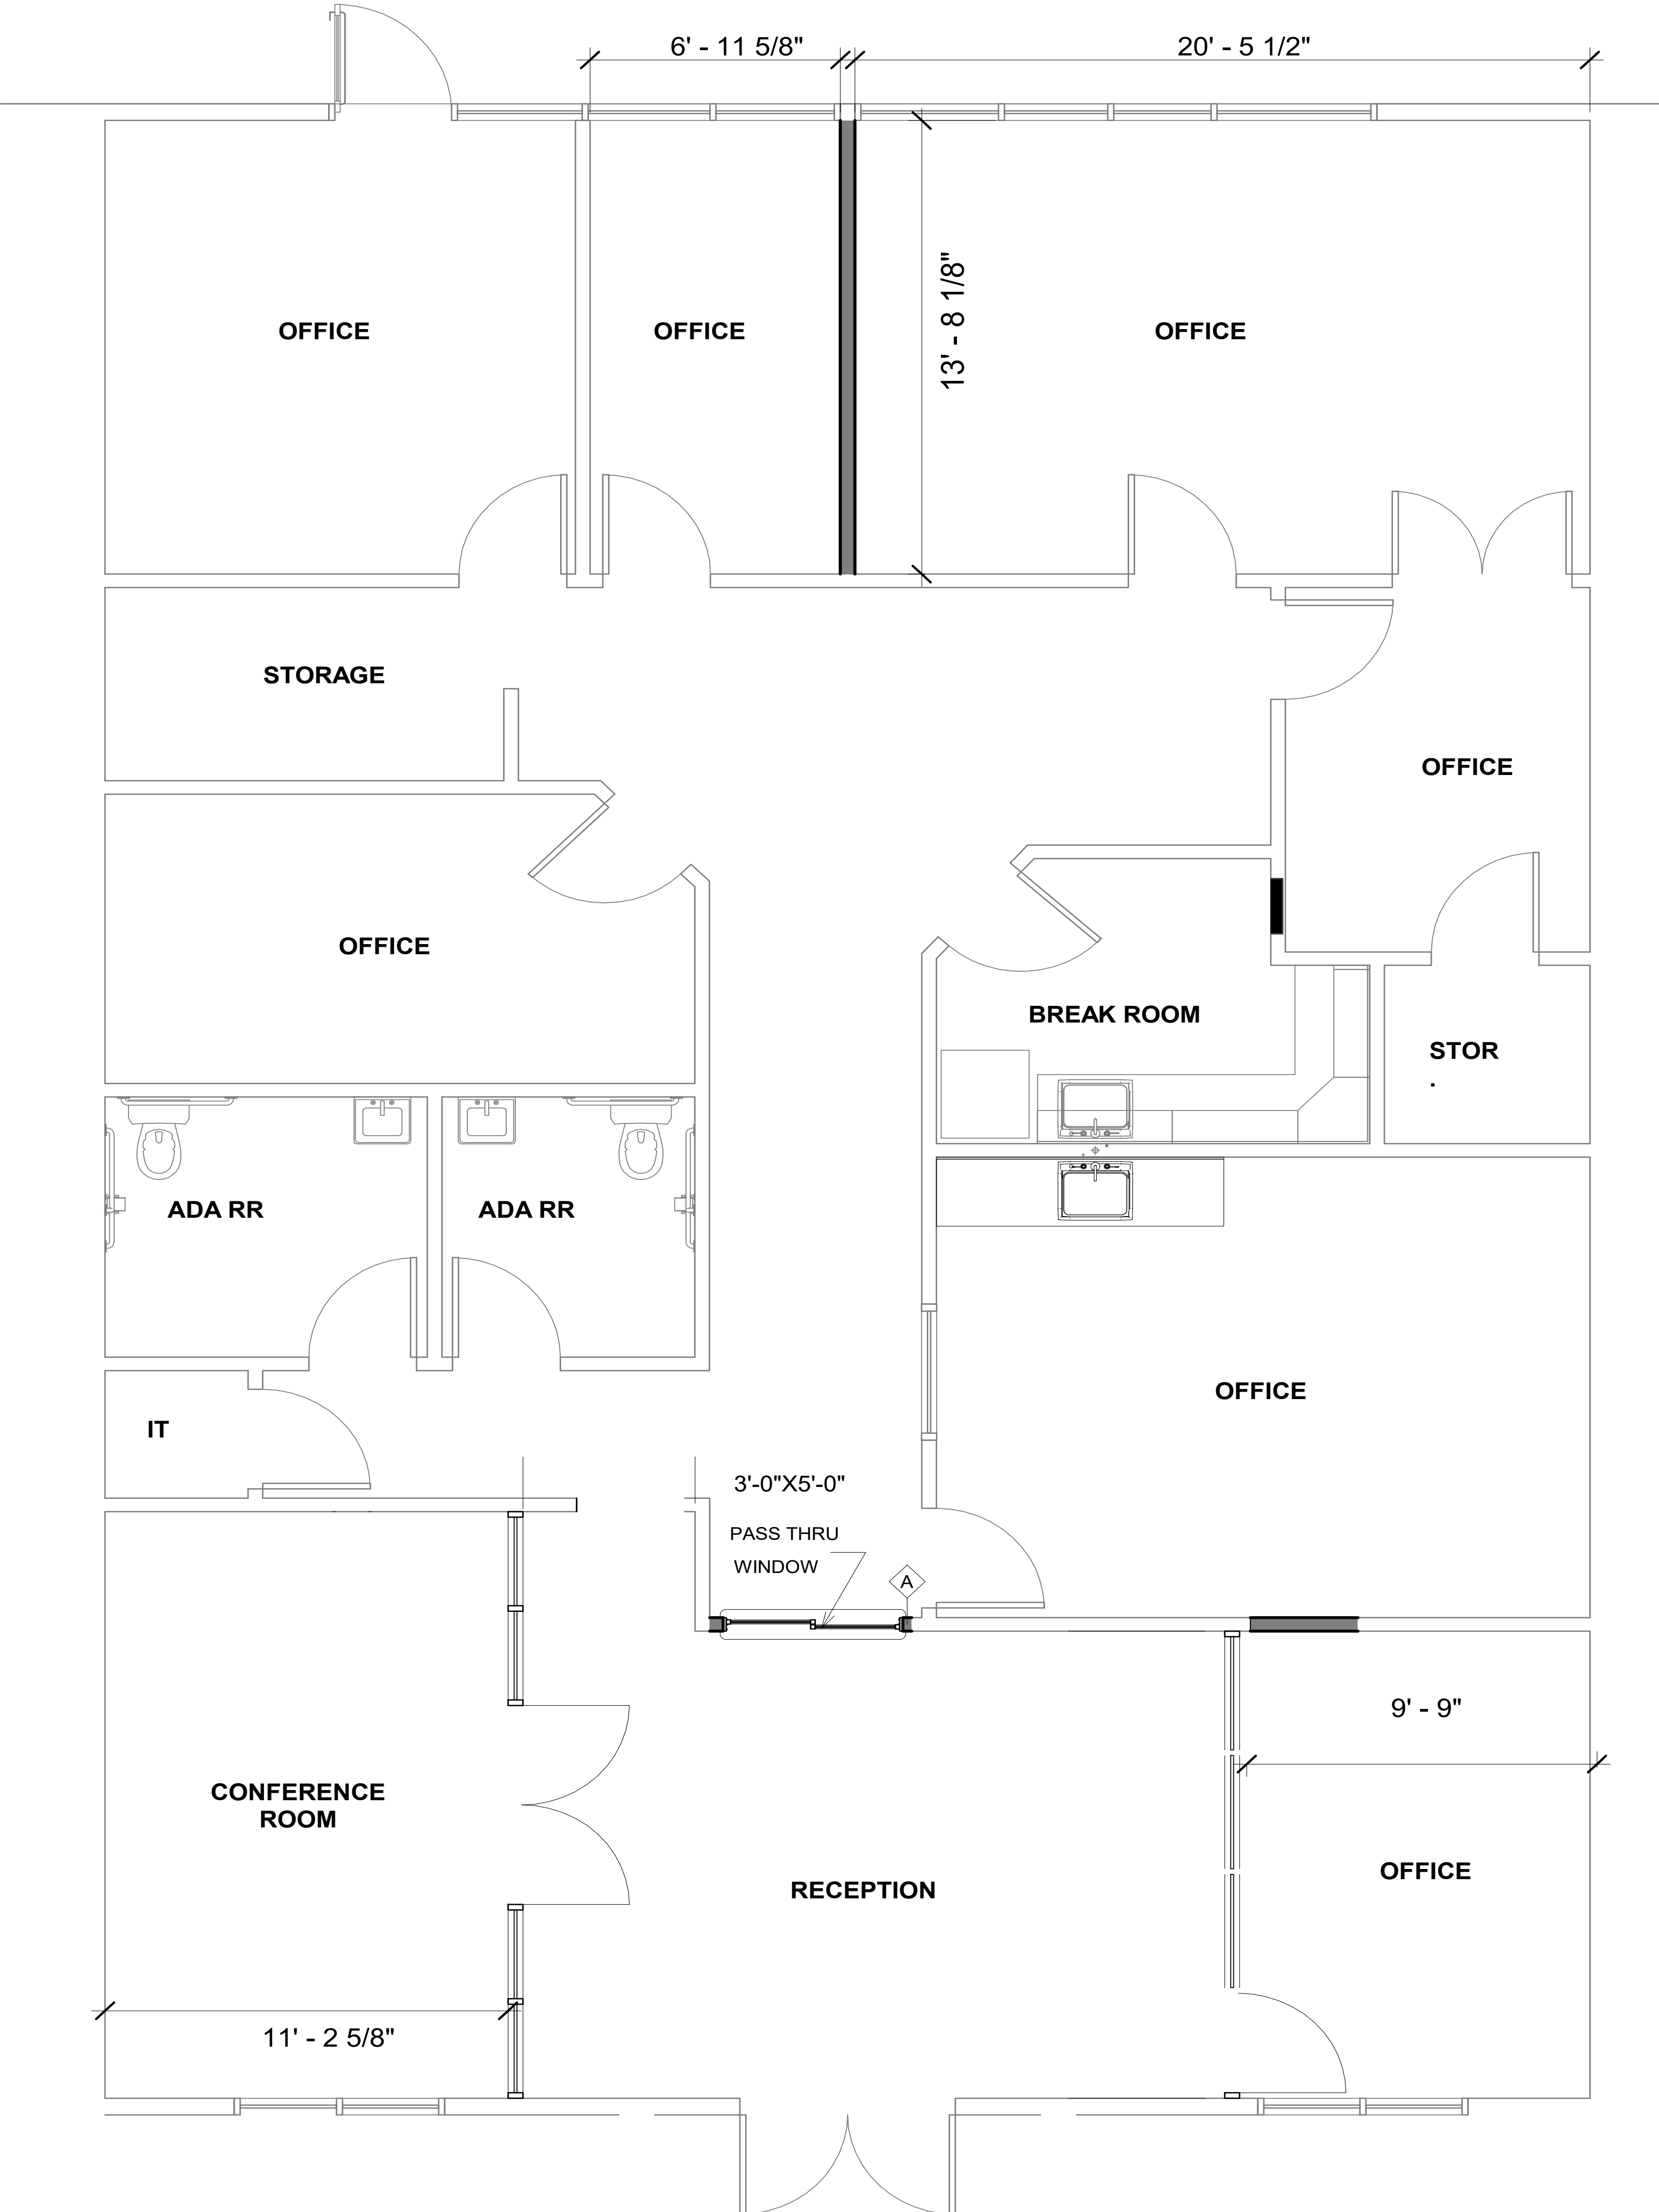 6' - 11 5/8"
20' - 5 1/2"
13' - 8 1/8"
OFFICE
OFFICE
OFFICE
STORAGE
OFFICE
OFFICE
BREAK ROOM
STOR
.
ADA RR
ADA RR
OFFICE
IT
3'-0"X5'-0"
PASS THRU
WINDOW
A
9' - 9"
CONFERENCE
ROOM
OFFICE
RECEPTION
11' - 2 5/8"